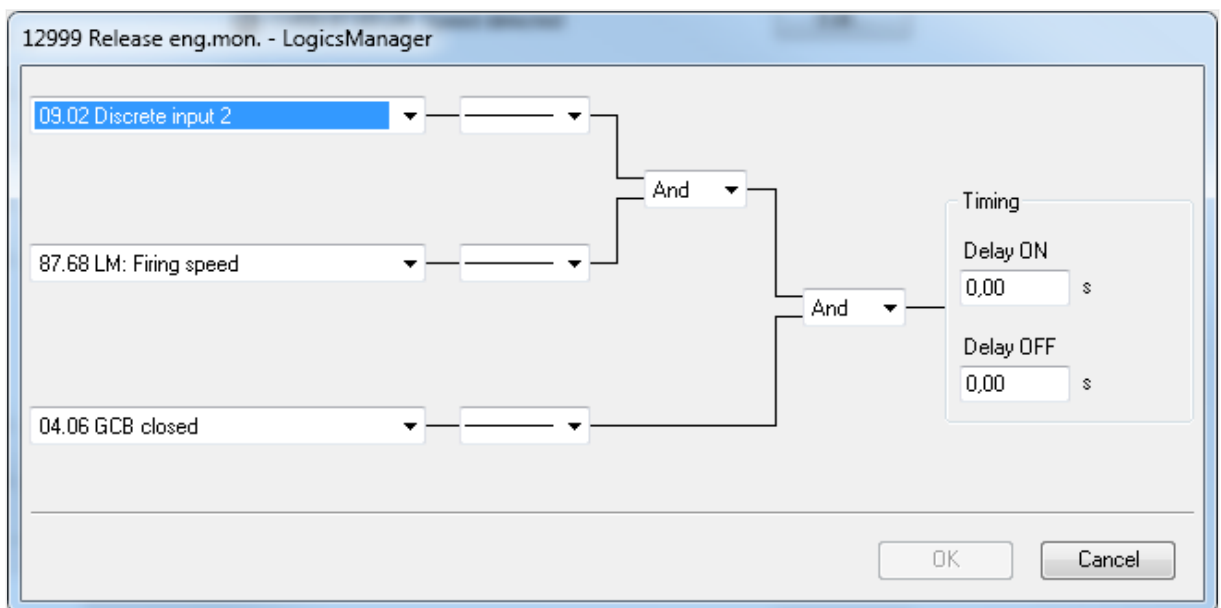 12999 Release eng.mon. - LogicsManager
09.02 Discrete input 2
And
Timing
Delay ON
87.68 LM: Firing speed
0,00 s
And
Delay OFF
0,00 s
04.06 GCB closed
OK
Cancel